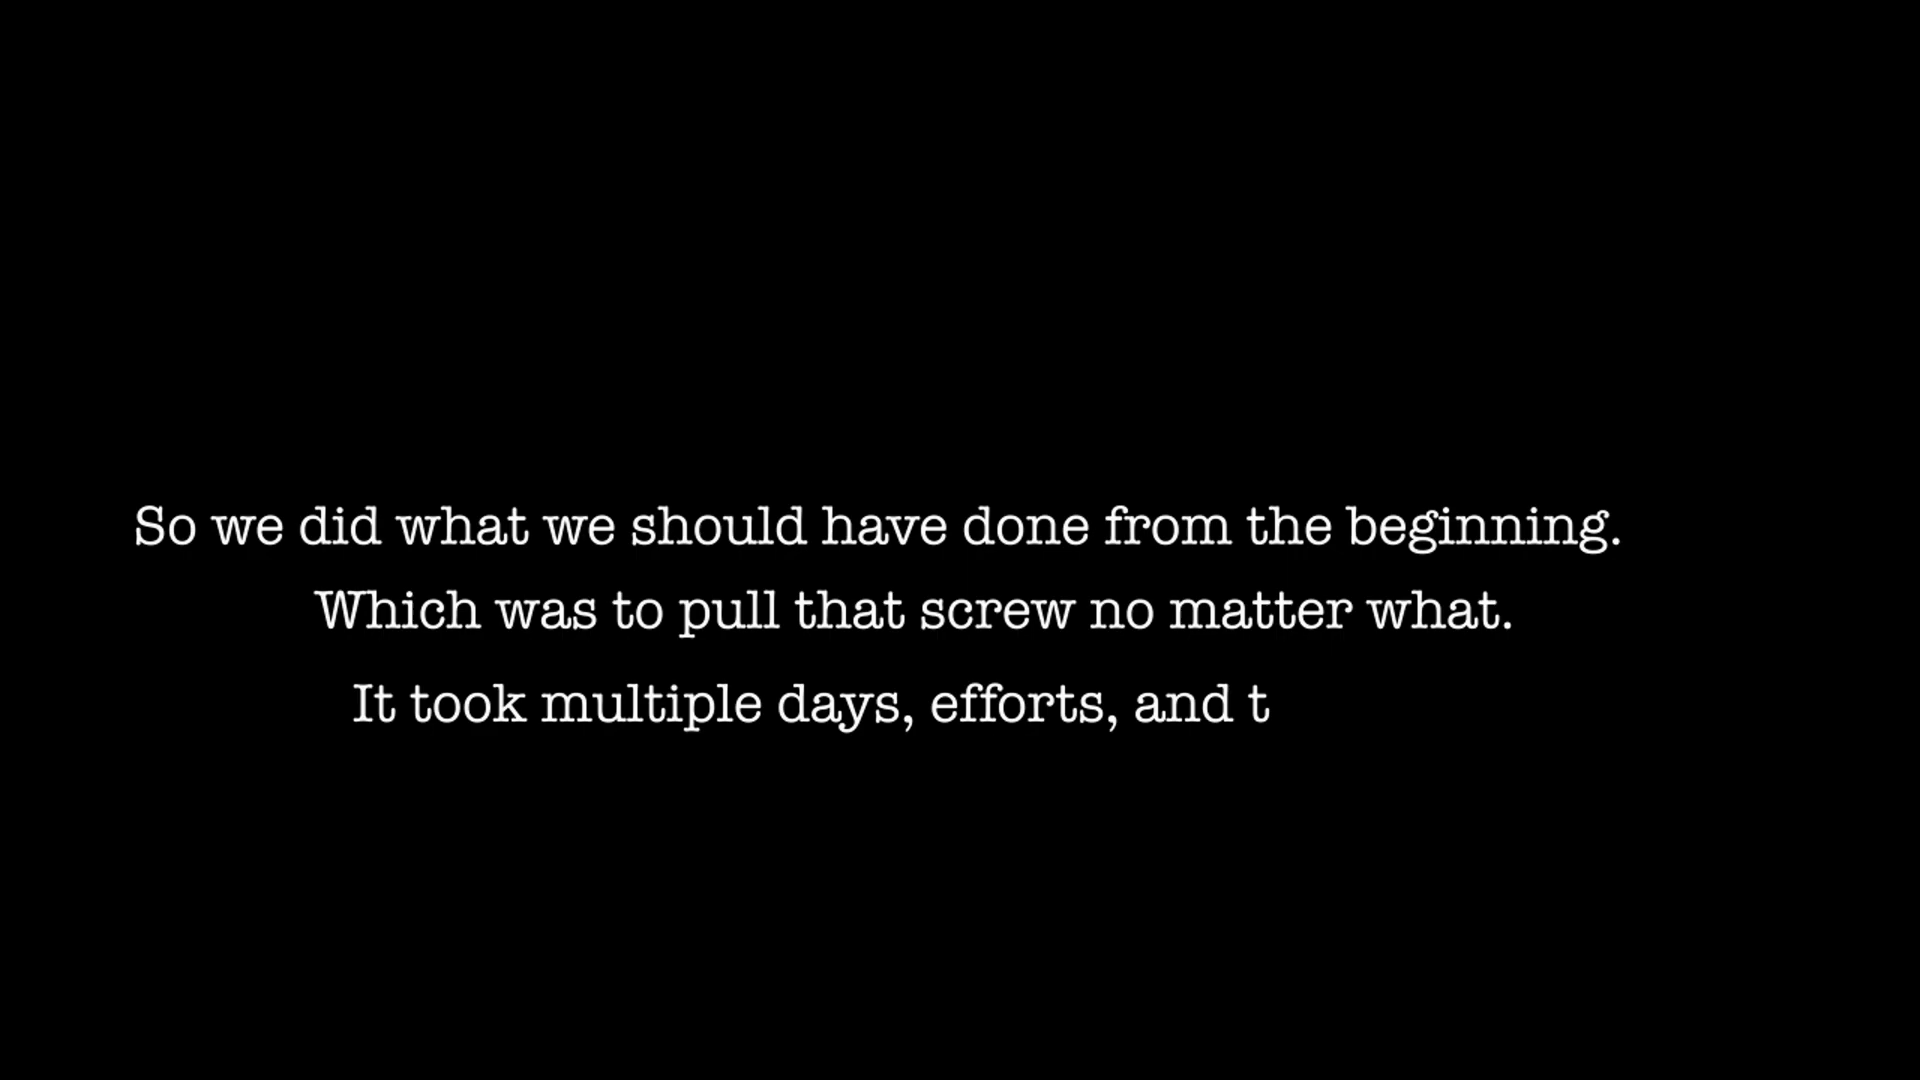 So we did what we should have done from the beginning.
Which was to pull that screw no matter what.
It took multiple days, efforts, and t